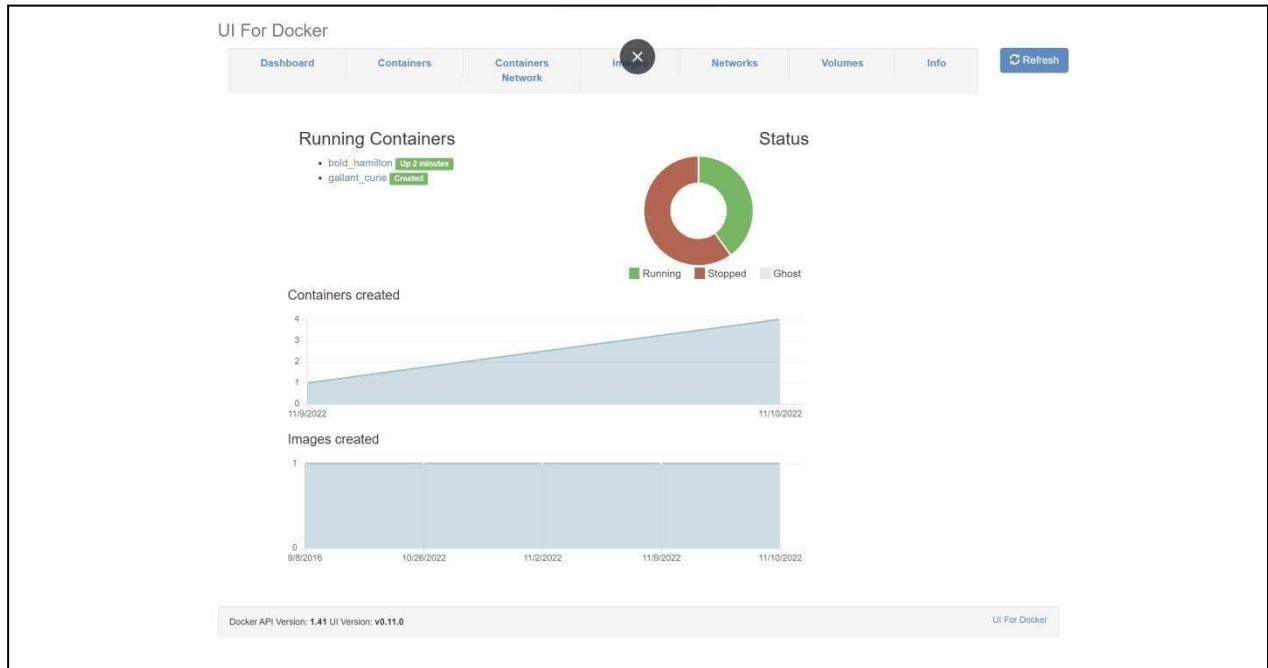 UI For Docker
Dashboard Containers Containers Network Networks Volumes Info Refresh
Running Containers
bold_hamilton Up 2 minutes
gallant_curie Created
Status
Running Stopped Ghost
Containers created
4
3
2
1
0
11/9/2022 11/10/2022
Images created
1
0
9/8/2016 10/26/2022 11/2/2022 11/9/2022 11/10/2022
Docker API Version: 1.41 UI Version: v0.11.0 UI For Docker